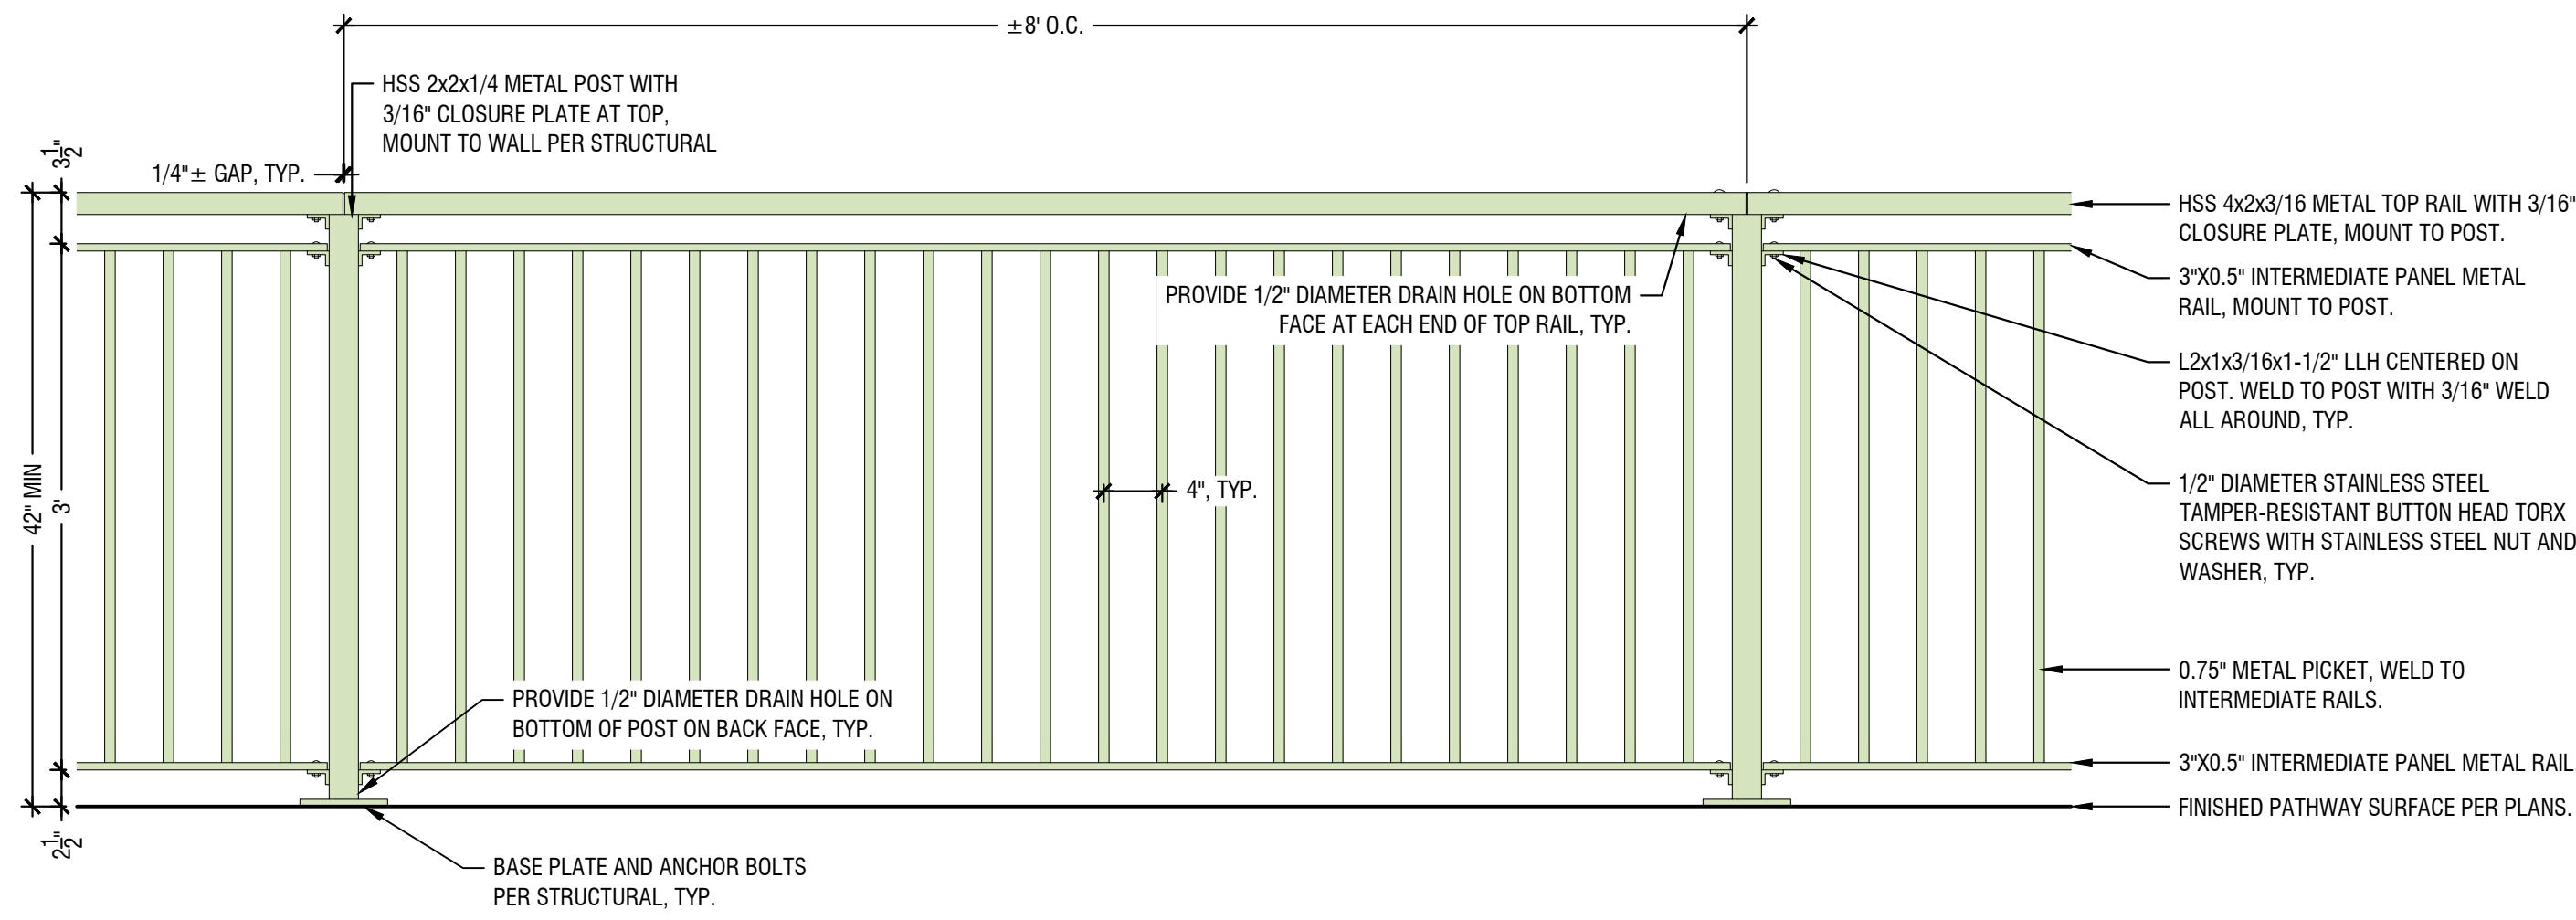 ±8' O.C.
HSS 2x2x1/4 METAL POST WITH
3/16" CLOSURE PLATE AT TOP,
MOUNT TO WALL PER STRUCTURAL
1/4"± GAP, TYP.
3 1/2"
42" MIN
3'
2 1/2"
PROVIDE 1/2" DIAMETER DRAIN HOLE ON BOTTOM
FACE AT EACH END OF TOP RAIL, TYP.
4", TYP.
PROVIDE 1/2" DIAMETER DRAIN HOLE ON
BOTTOM OF POST ON BACK FACE, TYP.
BASE PLATE AND ANCHOR BOLTS
PER STRUCTURAL, TYP.
HSS 4x2x3/16 METAL TOP RAIL WITH 3/16"
CLOSURE PLATE, MOUNT TO POST.
3"X0.5" INTERMEDIATE PANEL METAL
RAIL, MOUNT TO POST.
L2x1x3/16x1-1/2" LLH CENTERED ON
POST. WELD TO POST WITH 3/16" WELD
ALL AROUND, TYP.
1/2" DIAMETER STAINLESS STEEL
TAMPER-RESISTANT BUTTON HEAD TORX
SCREWS WITH STAINLESS STEEL NUT AND
WASHER, TYP.
0.75" METAL PICKET, WELD TO
INTERMEDIATE RAILS.
3"X0.5" INTERMEDIATE PANEL METAL RAIL
FINISHED PATHWAY SURFACE PER PLANS.